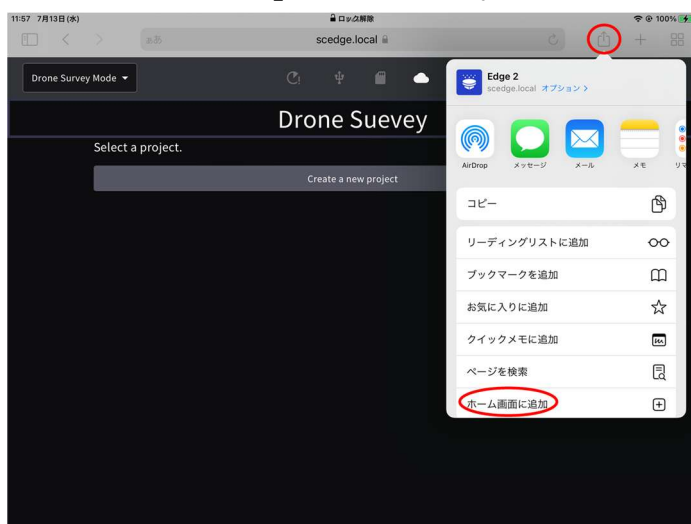 11:57 7月13日(水)
ロック解除
100%
ああ
scedge.local
Drone Survey Mode
Edge 2
scedge.local オプション >
Drone Suevey
Select a project.
Create a new project
AirDrop
メッセージ
メール
メモ
リマ
コピー
リーディングリストに追加
ブックマークを追加
お気に入りに追加
クイックメモに追加
ページを検索
ホーム画面に追加